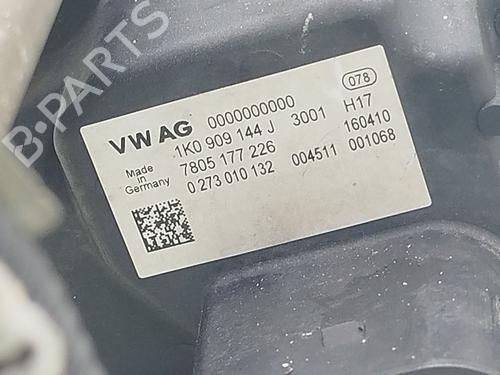 B-PARTS
VW AG 0000000000 078
1K0 909 144 J 3001 H17
Made in Germany 7805 177 226 160410
0 273 010 132 004511 001068